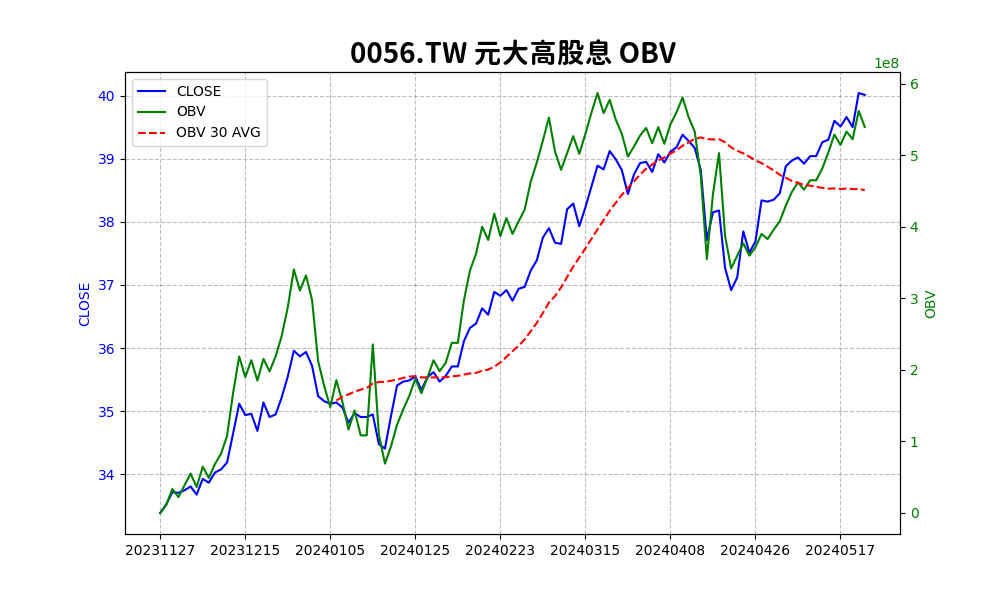 0056.TW 元大高股息 OBV
1e8
CLOSE
OBV
OBV 30 AVG
40
39
38
37
36
35
34
CLOSE
6
5
4
3
2
1
0
OBV
20231127 20231215 20240105 20240125 20240223 20240315 20240408 20240426 20240517